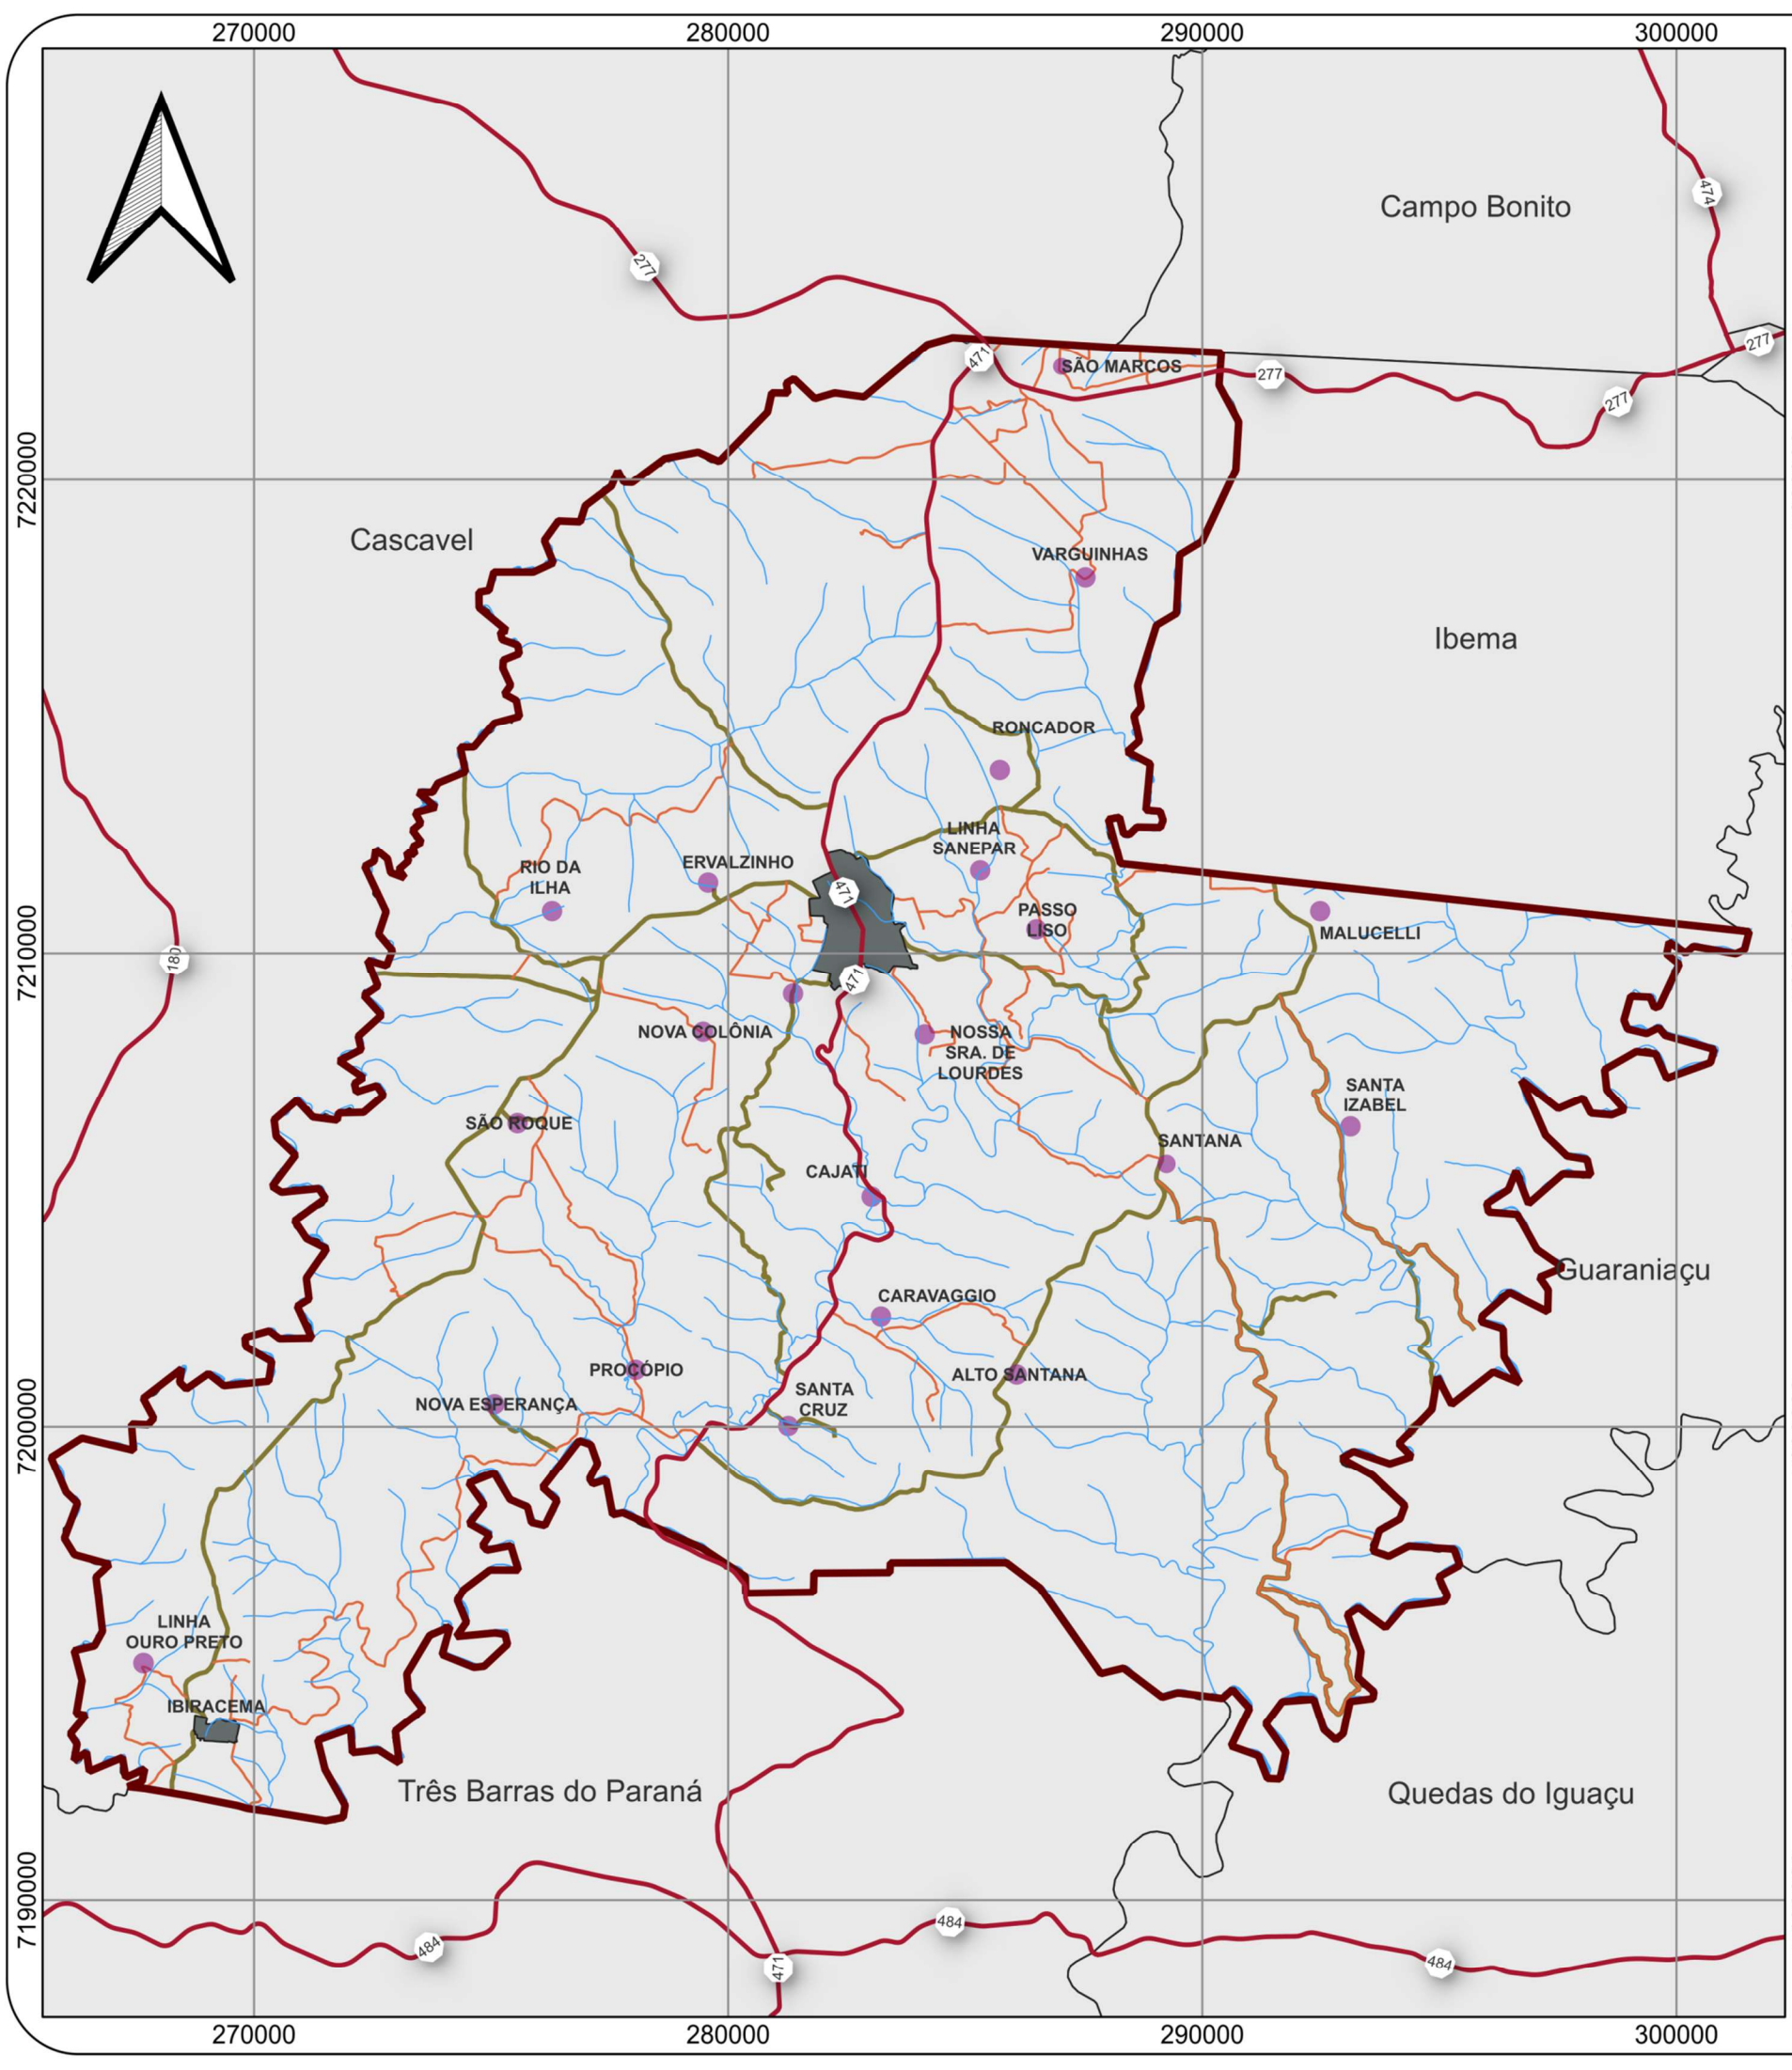 270000
280000
290000
300000
474
Campo Bonito
277
277
471
SÃO MARCOS
277
277
7220000
Cascavel
VARGUINHAS
Ibema
RONCADOR
LINHA
SANEPAR
ERVALZINHO
RIO DA
ILHA
471
PASSO
LISO
MALUCELLI
180
7210000
471
NOVA COLÔNIA
NOSSA
SRA. DE
LOURDES
SANTA
IZABEL
SÃO ROQUE
SANTANA
CAJATI
Guaraniaçu
CARAVAGGIO
PROCÓPIO
ALTO SANTANA
SANTA
CRUZ
NOVA ESPERANÇA
7200000
LINHA
OURO PRETO
IBIRACEMA
Três Barras do Paraná
Quedas do Iguaçu
7190000
484
484
471
484
270000
280000
290000
300000